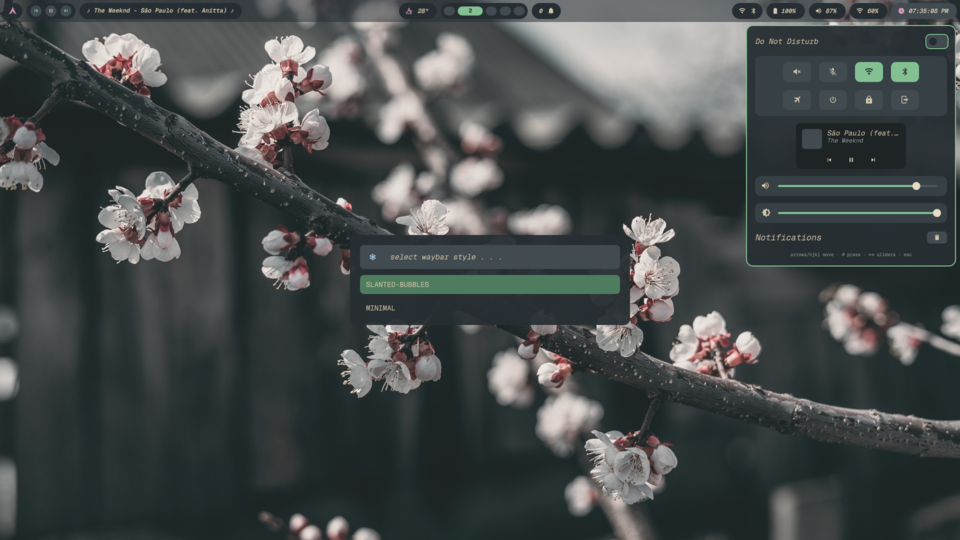 ♪ The Weeknd - São Paulo (feat. Anitta) ♪
28°
2
0
100%
87%
60%
07:35:08 PM
Do Not Disturb
São Paulo (feat.…
The Weeknd
select waybar style . . .
SLANTED-BUBBLES
MINIMAL
Notifications